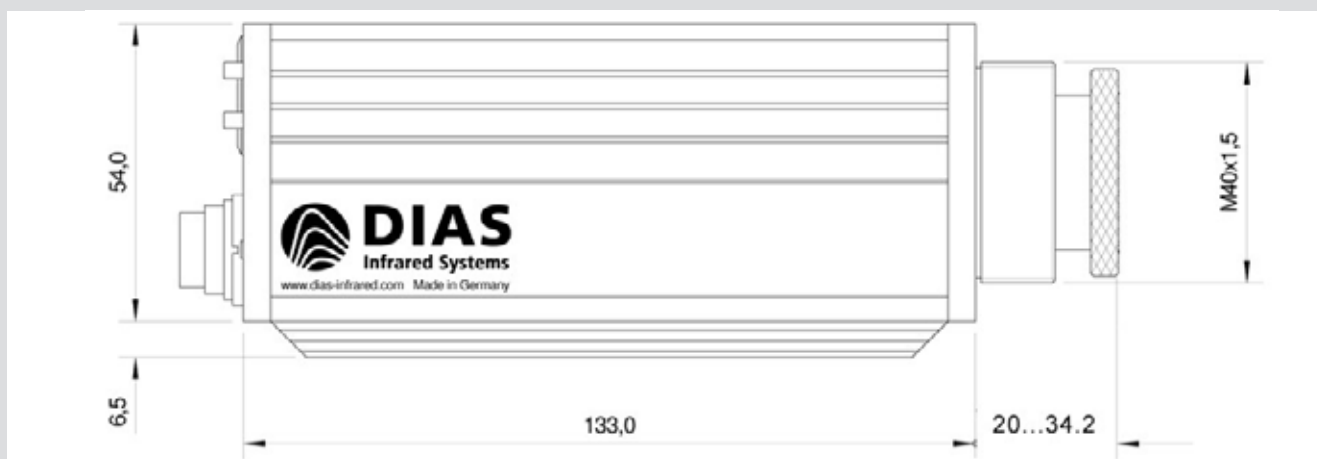 54,0
M40x1,5
DIAS
Infrared Systems
www.dias-infrared.com Made in Germany
6,5
133,0
20...34.2